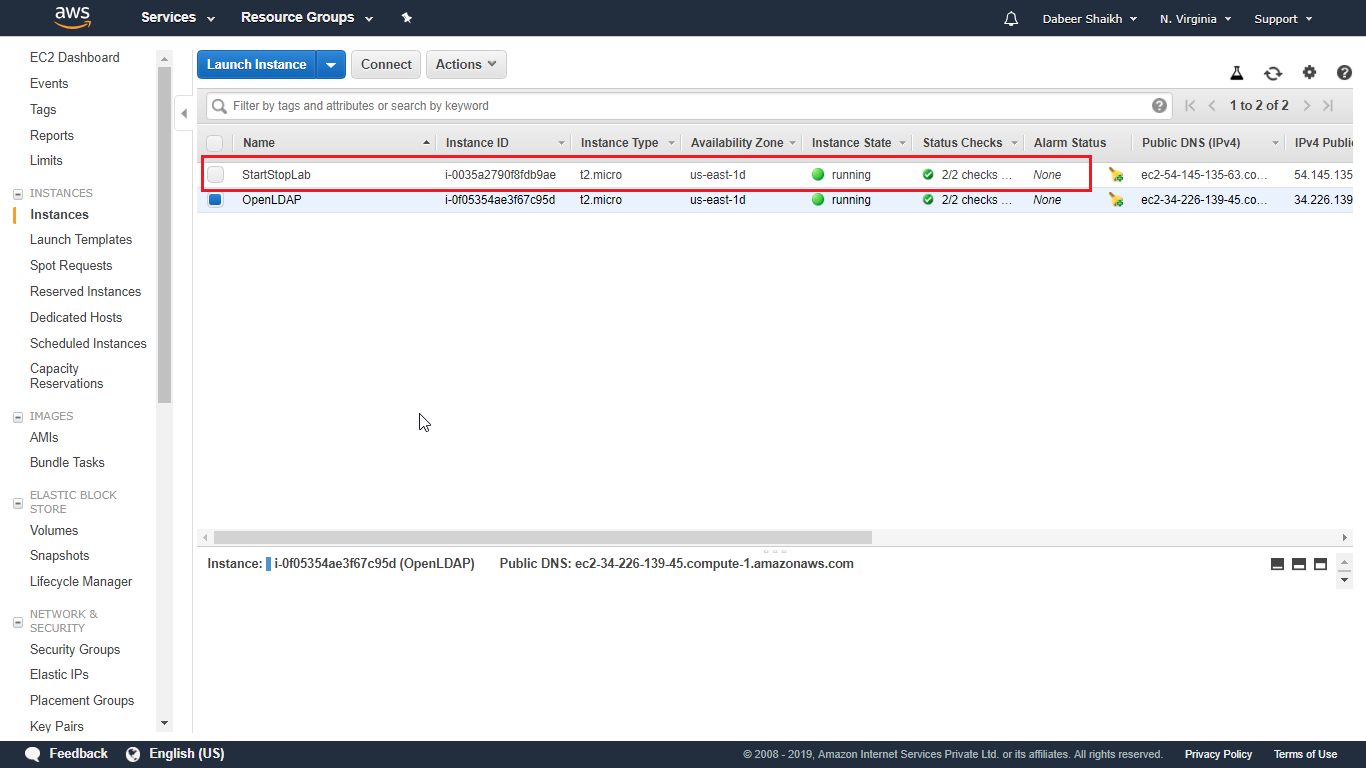 aws Services Resource Groups Dabeer Shaikh N. Virginia Support
EC2 Dashboard
Events
Tags
Reports
Limits
INSTANCES
Instances
Launch Templates
Spot Requests
Reserved Instances
Dedicated Hosts
Scheduled Instances
Capacity
Reservations
IMAGES
AMIs
Bundle Tasks
ELASTIC BLOCK
STORE
Volumes
Snapshots
Lifecycle Manager
NETWORK &
SECURITY
Security Groups
Elastic IPs
Placement Groups
Key Pairs
Launch Instance Connect Actions
Filter by tags and attributes or search by keyword ? 1 to 2 of 2
Name Instance ID Instance Type Availability Zone Instance State Status Checks Alarm Status Public DNS (IPv4) IPv4 Public
StartStopLab i-0035a2790f8fdb9ae t2.micro us-east-1d running 2/2 checks ... None ec2-54-145-135-63.co... 54.145.135
OpenLDAP i-0f05354ae3f67c95d t2.micro us-east-1d running 2/2 checks ... None ec2-34-226-139-45.co... 34.226.139
Instance: i-0f05354ae3f67c95d (OpenLDAP) Public DNS: ec2-34-226-139-45.compute-1.amazonaws.com
Feedback English (US) © 2008 - 2019, Amazon Internet Services Private Ltd. or its affiliates. All rights reserved. Privacy Policy Terms of Use